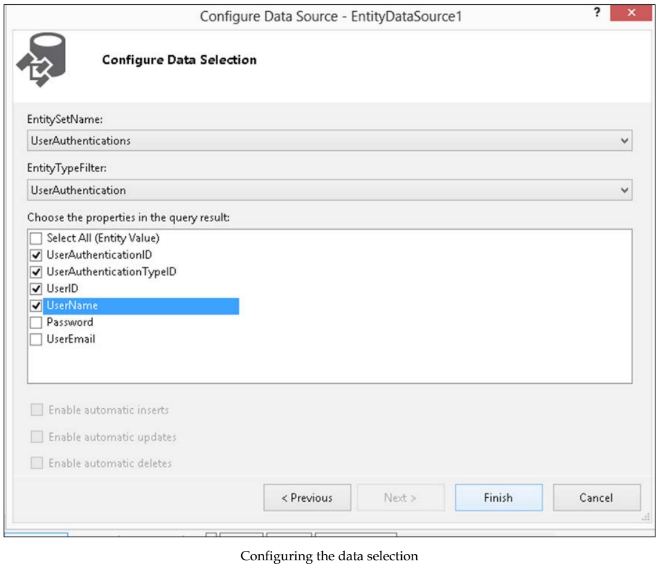 Configure Data Source - EntityDataSource1
? ×
Configure Data Selection
EntitySetName:
UserAuthentications
EntityTypeFilter:
UserAuthentication
Choose the properties in the query result:
Select All (Entity Value)
UserAuthenticationID
UserAuthenticationTypeID
UserID
UserName
Password
UserEmail
Enable automatic inserts
Enable automatic updates
Enable automatic deletes
< Previous Next > Finish Cancel
Configuring the data selection